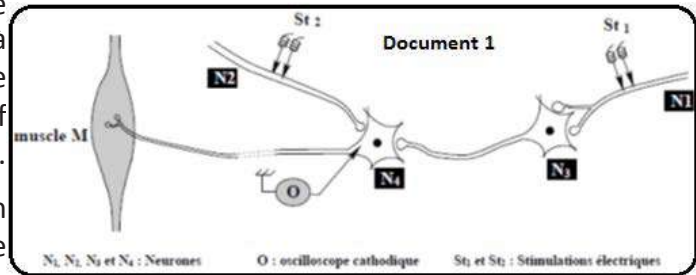 St 2
St 1
Document 1
N2
N1
muscle M
N4
N3
O
N1, N2, N3 et N4 : Neurones O : oscilloscope cathodique St1 et St2 : Stimulations électriques